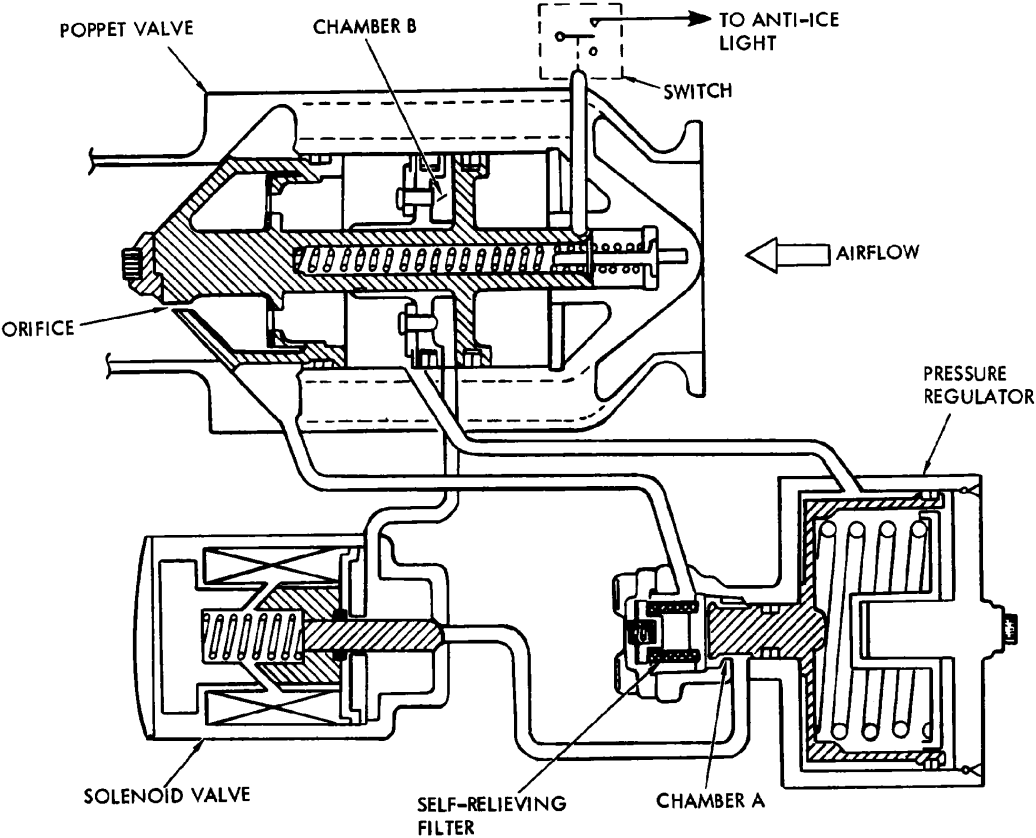 POPPET VALVE
CHAMBER B
TO ANTI-ICE
LIGHT
SWITCH
AIRFLOW
ORIFICE
PRESSURE
REGULATOR
SOLENOID VALVE
SELF-RELIEVING
FILTER
CHAMBER A